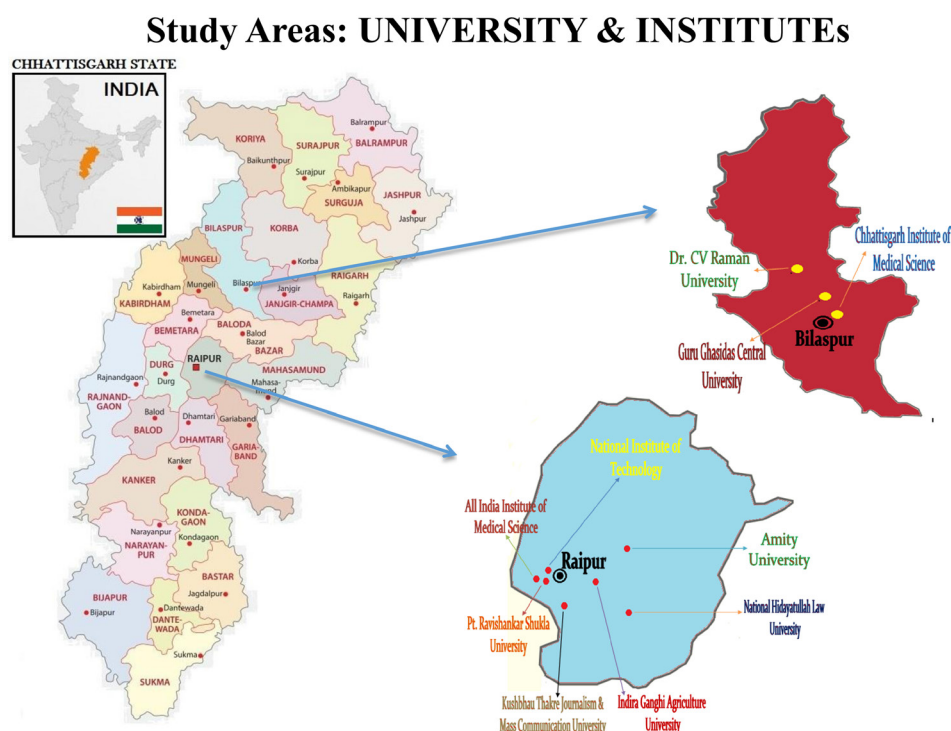 Study Areas: UNIVERSITY & INSTITUTEs
CHHATTISGARH STATE
INDIA
Balrampur
KORIYA
SURAJPUR
BALRAMPUR
Baikunthpur
Surajpur
Ambikapur
JASHPUR
SURGUJA
Jashpur
BILASPUR
KORBA
MUNGELI
Korba
RAIGARH
Kabirdham
Mungeli
Bilaspur
Janjgir
KABIRDHAM
JANJGIR-CHAMPA
Raigarh
Bemetara
BEMETARA
BALODA
Balod
Bazar
BAZAR
RAIPUR
DURG
Durg
MAHASAMUND
Rajnandgaon
Mahasa-
mund
RAJNAND-
GAON
Balod
BALOD
Dhamtari
Gariaband
DHAMTARI
GARIA-
BAND
Kanker
KANKER
KONDA-
GAON
Narayanpur
Kondagaon
NARAYAN-
PUR
BASTAR
BIJAPUR
Jagdalpur
Bijapur
Dantewada
DANTE-
WADA
Sukma
SUKMA
Dr. CV Raman
University
Chhattisgarh Institute of
Medical Science
Bilaspur
Guru Ghasidas Central
University
National Institute of
Technology
All India Institute of
Medical Science
Raipur
Amity
University
Pt. Ravishankar Shukla
University
National Hidayatullah Law
University
Kushbhau Thakre Journalism &
Mass Communication University
Indira Ganghi Agriculture
University